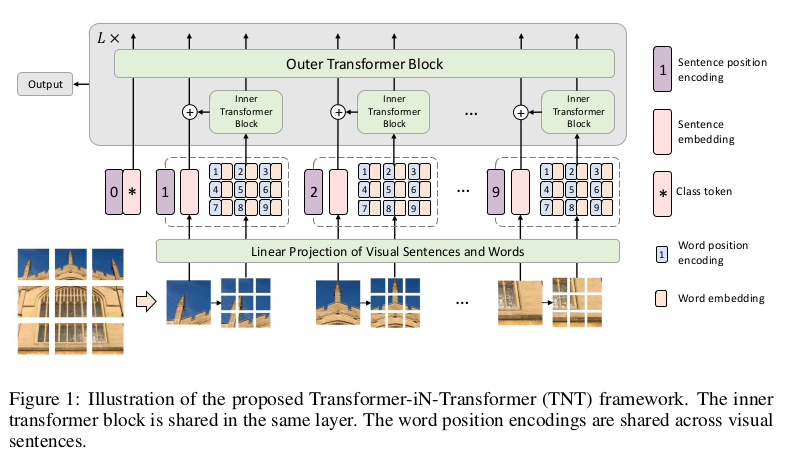 L ×
Outer Transformer Block
Output
Inner
Transformer
Block
Inner
Transformer
Block
...
Inner
Transformer
Block
0 * 1
1 2 3
4 5 6
7 8 9
2
1 2 3
4 5 6
7 8 9
...
9
1 2 3
4 5 6
7 8 9
Linear Projection of Visual Sentences and Words
...
1 Sentence position
encoding
Sentence
embedding
* Class token
1 Word position
encoding
Word embedding
Figure 1: Illustration of the proposed Transformer-iN-Transformer (TNT) framework. The inner
transformer block is shared in the same layer. The word position encodings are shared across visual
sentences.